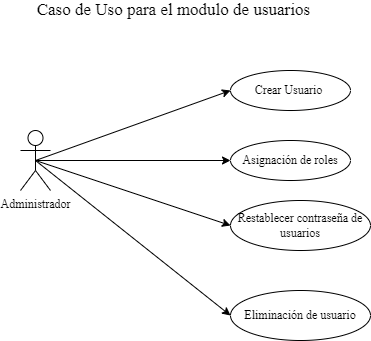 Caso de Uso para el modulo de usuarios
Crear Usuario
Asignación de roles
Administrador
Restablecer contraseña de
usuarios
Eliminación de usuario